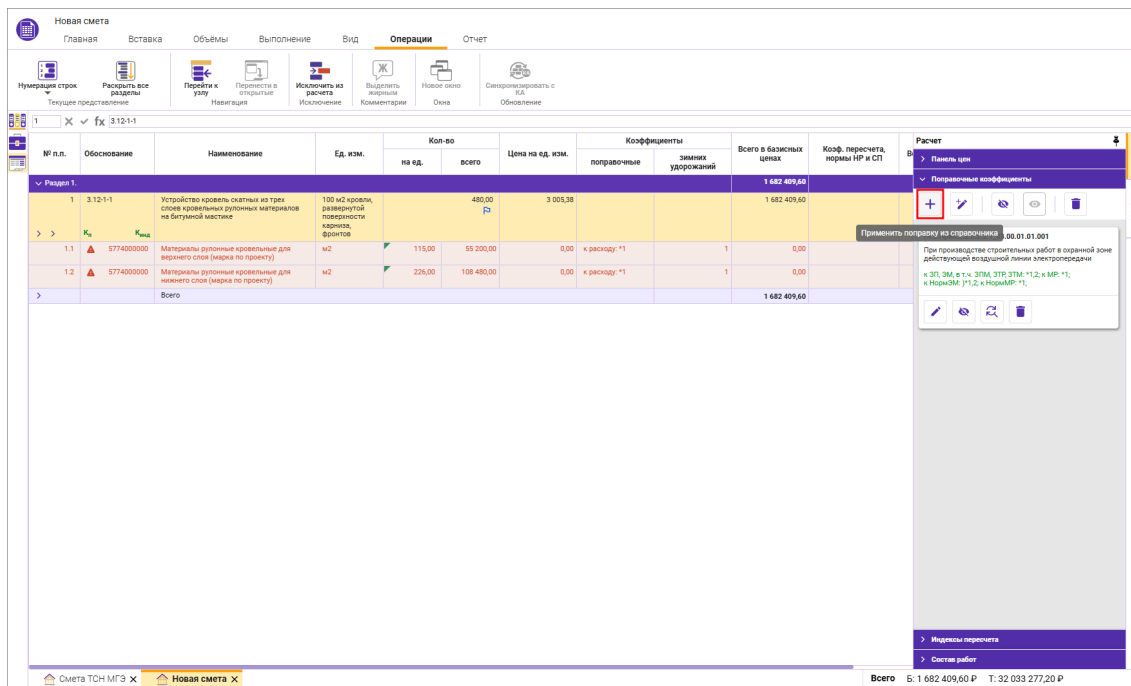 Новая смета
Главная Вставка Объёмы Выполнение Вид Операции Отчет
Нумерация строк
Раскрыть все разделы
Текущее представление
Перейти к узлу
Перенести в открытые
Навигация
Исключить из расчета
Исключение
Ж
Выделить жирным
Комментарии
Новое окно
Окна
Синхронизировать с КА
Обновление
1 fx 3.12-1-1
№ п.п. Обоснование Наименование Ед. изм. Кол-во Цена на ед. изм. Коэффициенты Всего в базисных ценах Коэф. пересчета, нормы НР и СП
на ед. всего поправочные зимних удорожаний
Раздел 1. 1 682 409,60
1 3.12-1-1 Устройство кровель скатных из трех 100 м2 кровли, 480,00 3 005,38 1 682 409,60
слоев кровельных рулонных материалов развернутой
на битумной мастике поверхности
карниза,
Кп Кинд фронтов
1.1 5774000000 Материалы рулонные кровельные для м2 115,00 55 200,00 0,00 к расходу: *1 1 0,00
верхнего слоя (марка по проекту)
1.2 5774000000 Материалы рулонные кровельные для м2 226,00 108 480,00 0,00 к расходу: *1 1 0,00
нижнего слоя (марка по проекту)
Всего 1 682 409,60
Расчет
Панель цен
Поправочные коэффициенты
Применить поправку из справочника
.00.01.01.001
При производстве строительных работ в охранной зоне
действующей воздушной линии электропередачи
к ЗП, ЭМ, в т.ч. ЗПМ, ЗТР, ЗТМ: *1,2; к МР: *1;
к НормЭМ: )*1,2; к НормМР: *1;
Индексы пересчета
Состав работ
Смета ТСН МГЭ X Новая смета X Всего Б: 1 682 409,60 ₽ Т: 32 033 277,20 ₽